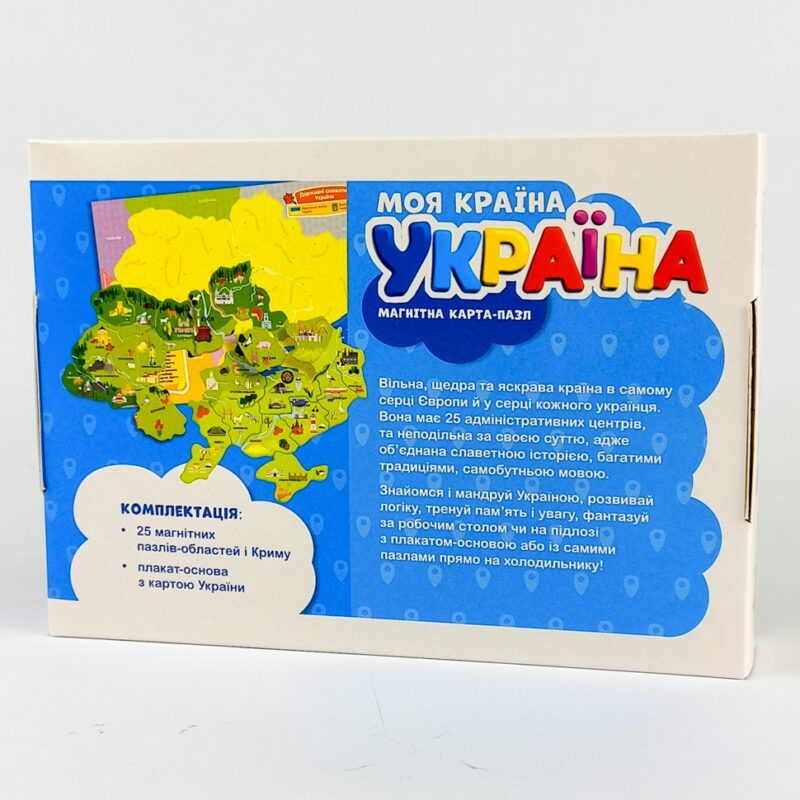 Державні символи
України
МОЯ КРАЇНА
УКРАЇНА
МАГНІТНА КАРТА-ПАЗЛ
Вільна, щедра та яскрава країна в самому
серці Європи й у серці кожного українця.
Вона має 25 адміністративних центрів,
та неподільна за своєю суттю, адже
об’єднана славетною історією, багатими
традиціями, самобутньою мовою.
Знайомся і мандруй Україною, розвивай
логіку, тренуй пам’ять і увагу, фантазуй
за робочим столом чи на підлозі
з плакатом-основою або із самими
пазлами прямо на холодильнику!
КОМПЛЕКТАЦІЯ:
• 25 магнітних
пазлів-областей і Криму
• плакат-основа
з картою України